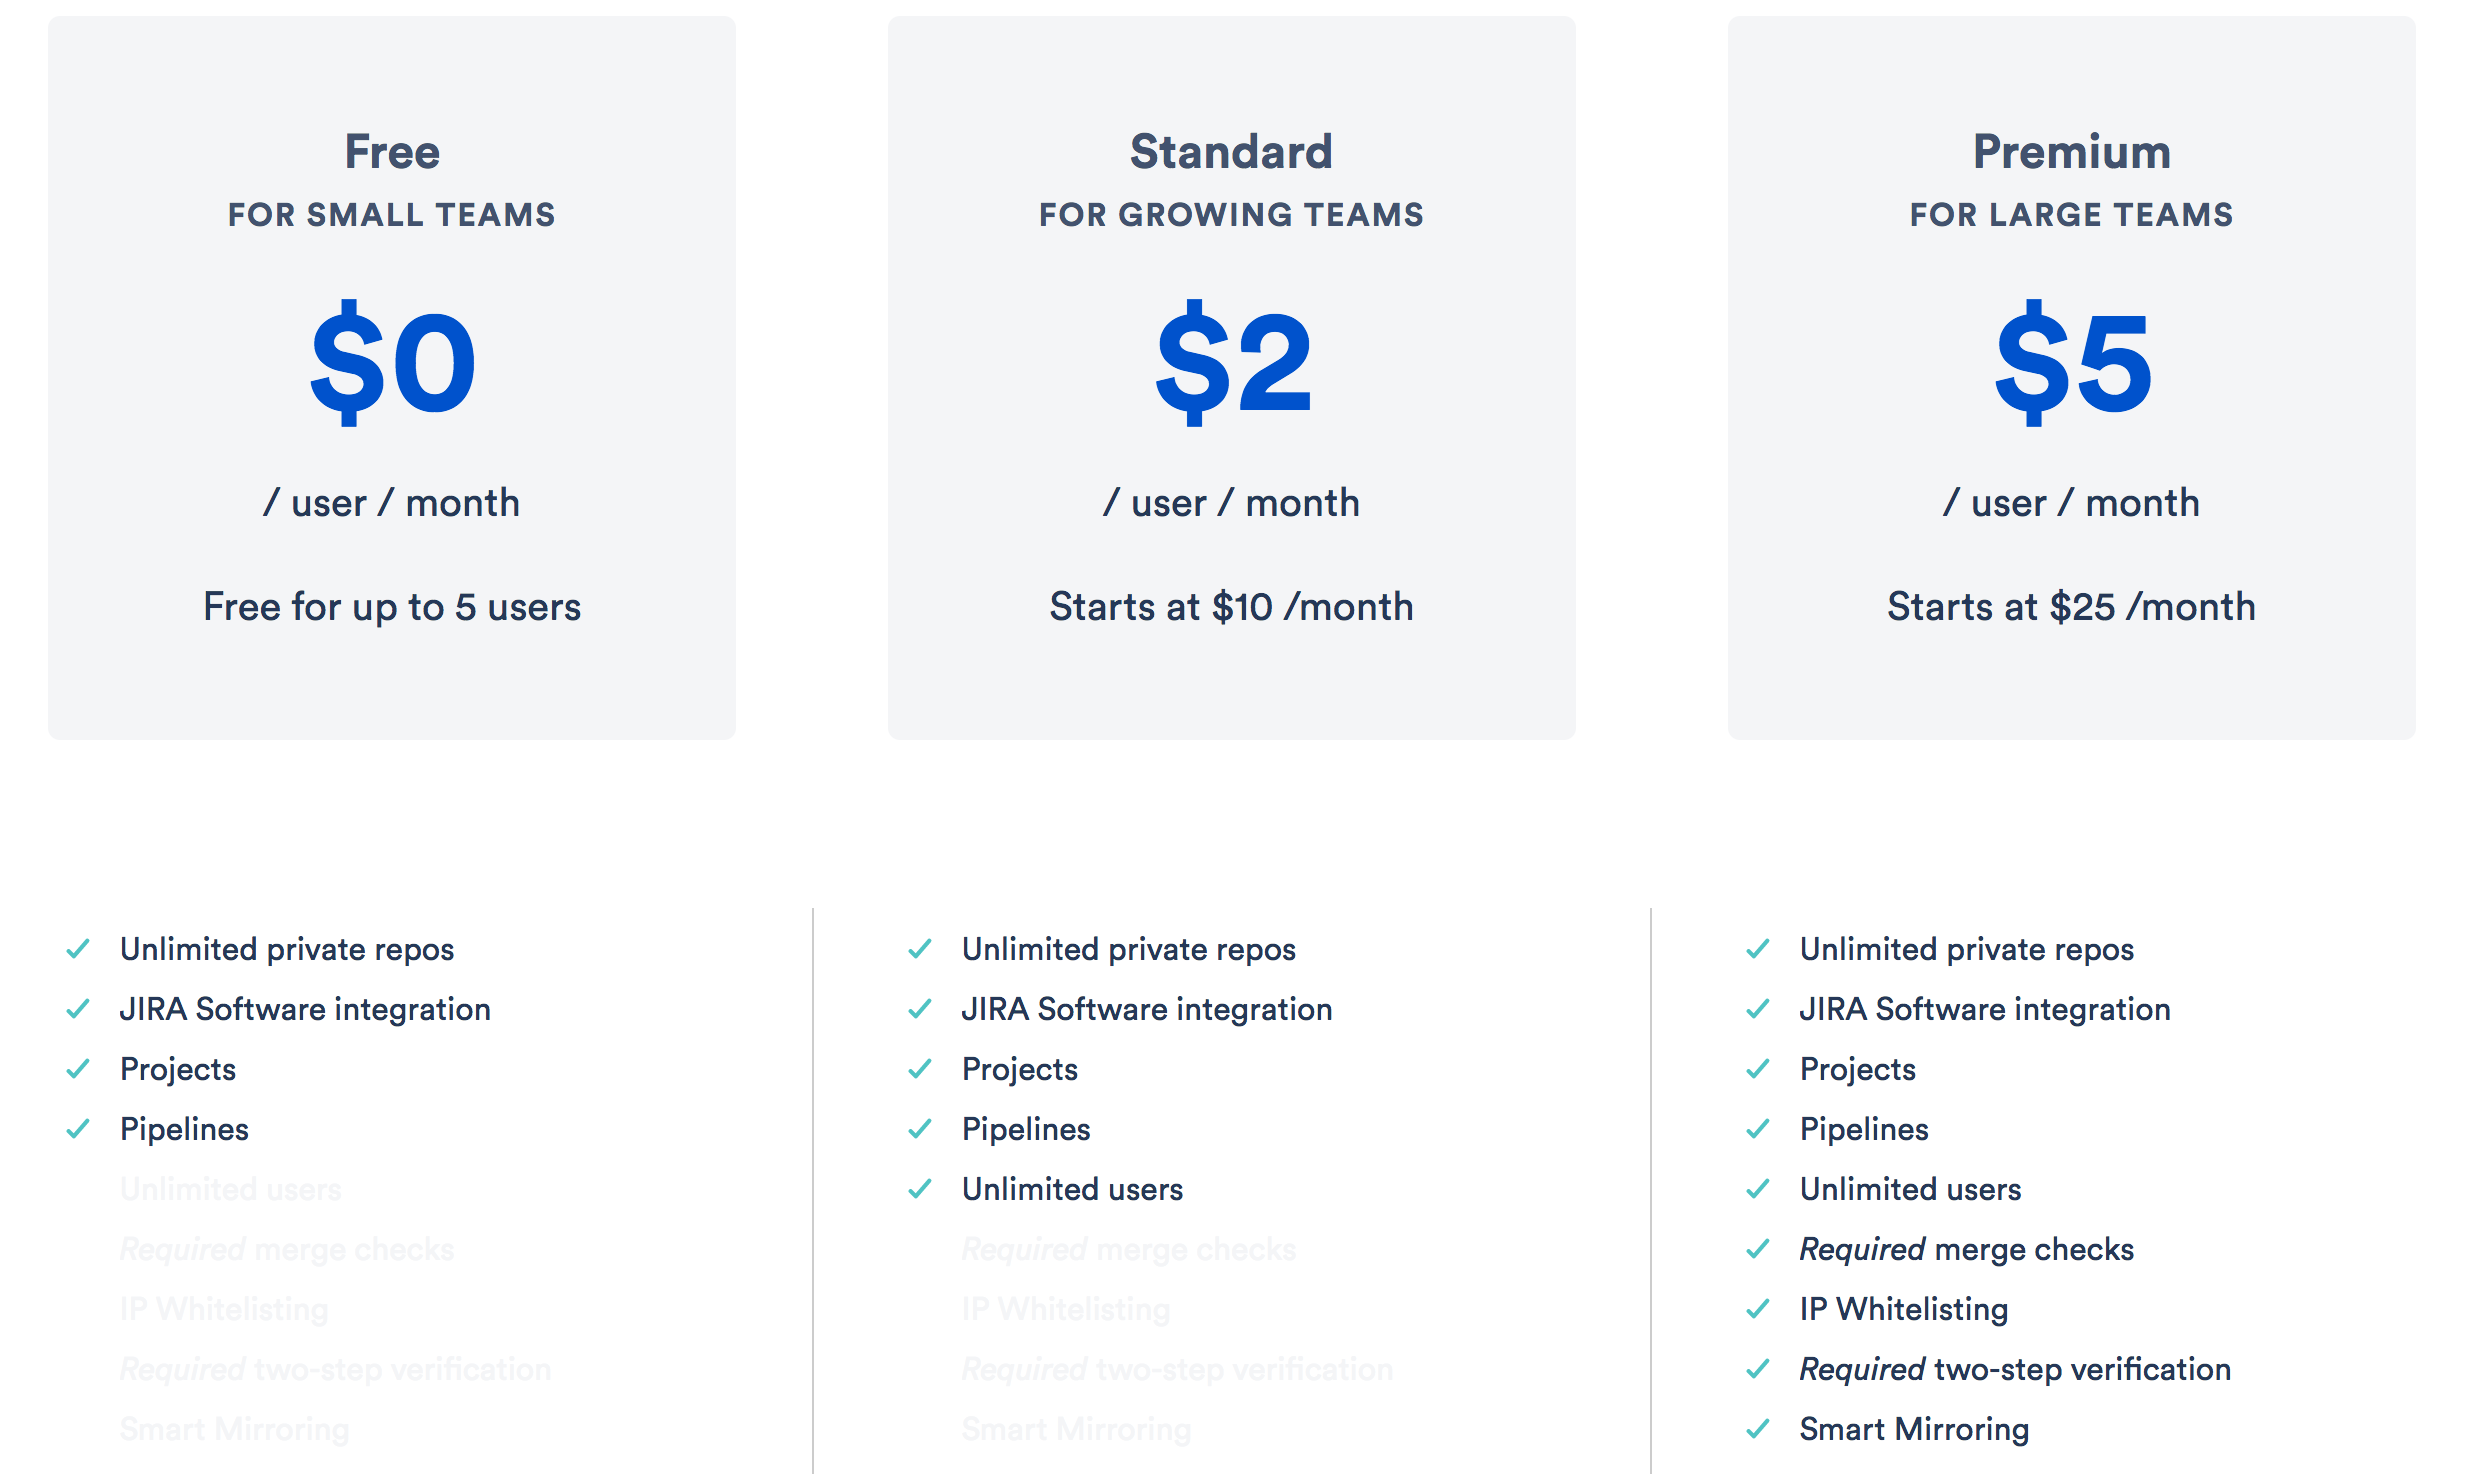 Free
FOR SMALL TEAMS
$0
/ user / month
Free for up to 5 users
Standard
FOR GROWING TEAMS
$2
/ user / month
Starts at $10 /month
Premium
FOR LARGE TEAMS
$5
/ user / month
Starts at $25 /month
Unlimited private repos
JIRA Software integration
Projects
Pipelines
Unlimited users
Required merge checks
IP Whitelisting
Required two-step verification
Smart Mirroring
Unlimited private repos
JIRA Software integration
Projects
Pipelines
Unlimited users
Required merge checks
IP Whitelisting
Required two-step verification
Smart Mirroring
Unlimited private repos
JIRA Software integration
Projects
Pipelines
Unlimited users
Required merge checks
IP Whitelisting
Required two-step verification
Smart Mirroring